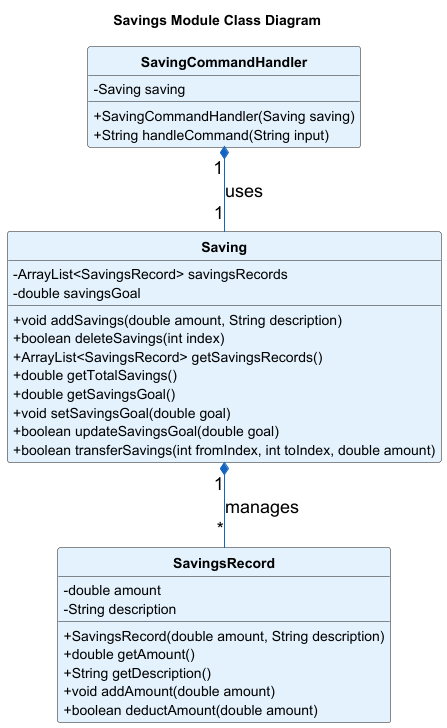 Savings Module Class Diagram
SavingCommandHandler
-Saving saving
+SavingCommandHandler(Saving saving)
+String handleCommand(String input)
1
uses
1
Saving
-ArrayList<SavingsRecord> savingsRecords
-double savingsGoal
+void addSavings(double amount, String description)
+boolean deleteSavings(int index)
+ArrayList<SavingsRecord> getSavingsRecords()
+double getTotalSavings()
+double getSavingsGoal()
+void setSavingsGoal(double goal)
+boolean updateSavingsGoal(double goal)
+boolean transferSavings(int fromIndex, int toIndex, double amount)
1
manages
*
SavingsRecord
-double amount
-String description
+SavingsRecord(double amount, String description)
+double getAmount()
+String getDescription()
+void addAmount(double amount)
+boolean deductAmount(double amount)